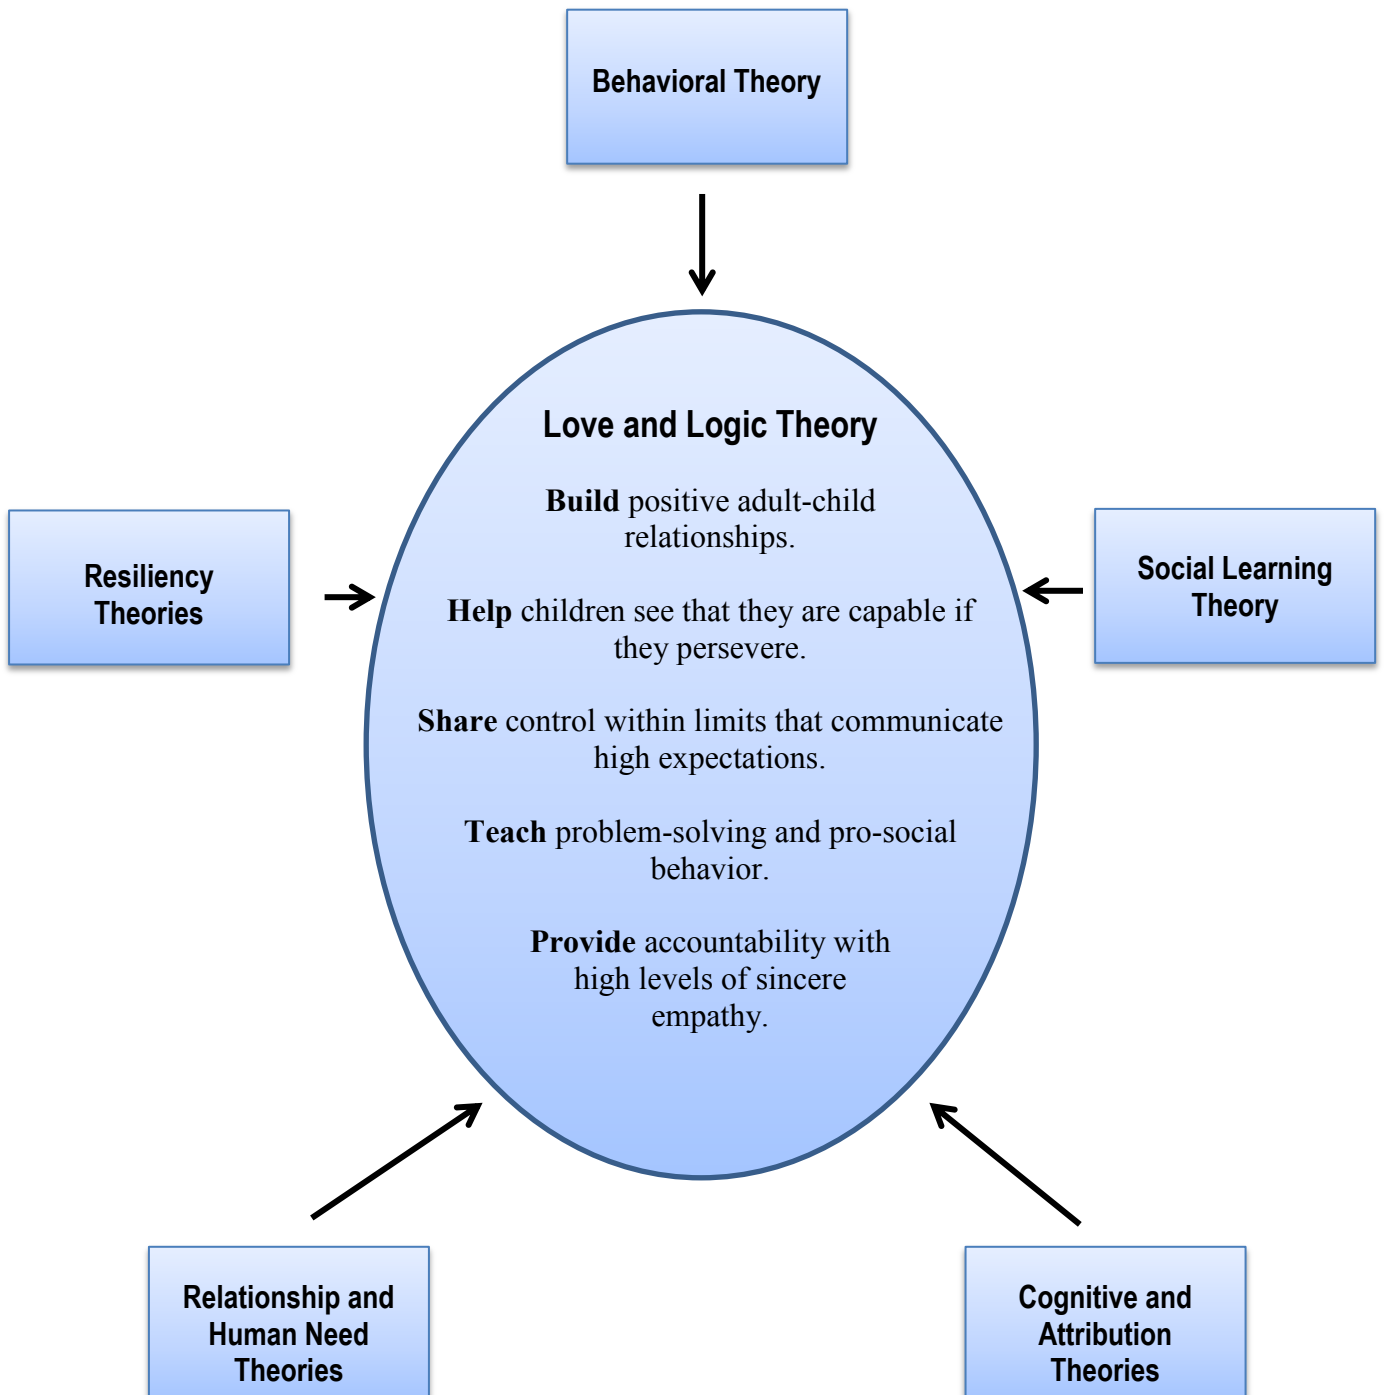 Behavioral Theory
Love and Logic Theory
Build positive adult-child
relationships.
Help children see that they are capable if
they persevere.
Share control within limits that communicate
high expectations.
Teach problem-solving and pro-social
behavior.
Provide accountability with
high levels of sincere
empathy.
Resiliency
Theories
Social Learning
Theory
Relationship and
Human Need
Theories
Cognitive and
Attribution
Theories